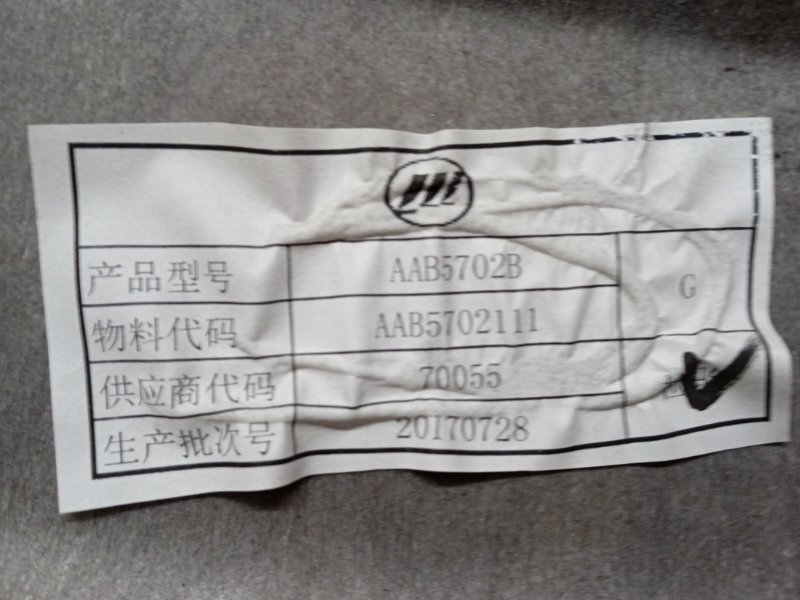 产品型号 AAB5702B G
物料代码 AAB5702111
供应商代码 70055
生产批次号 20170728